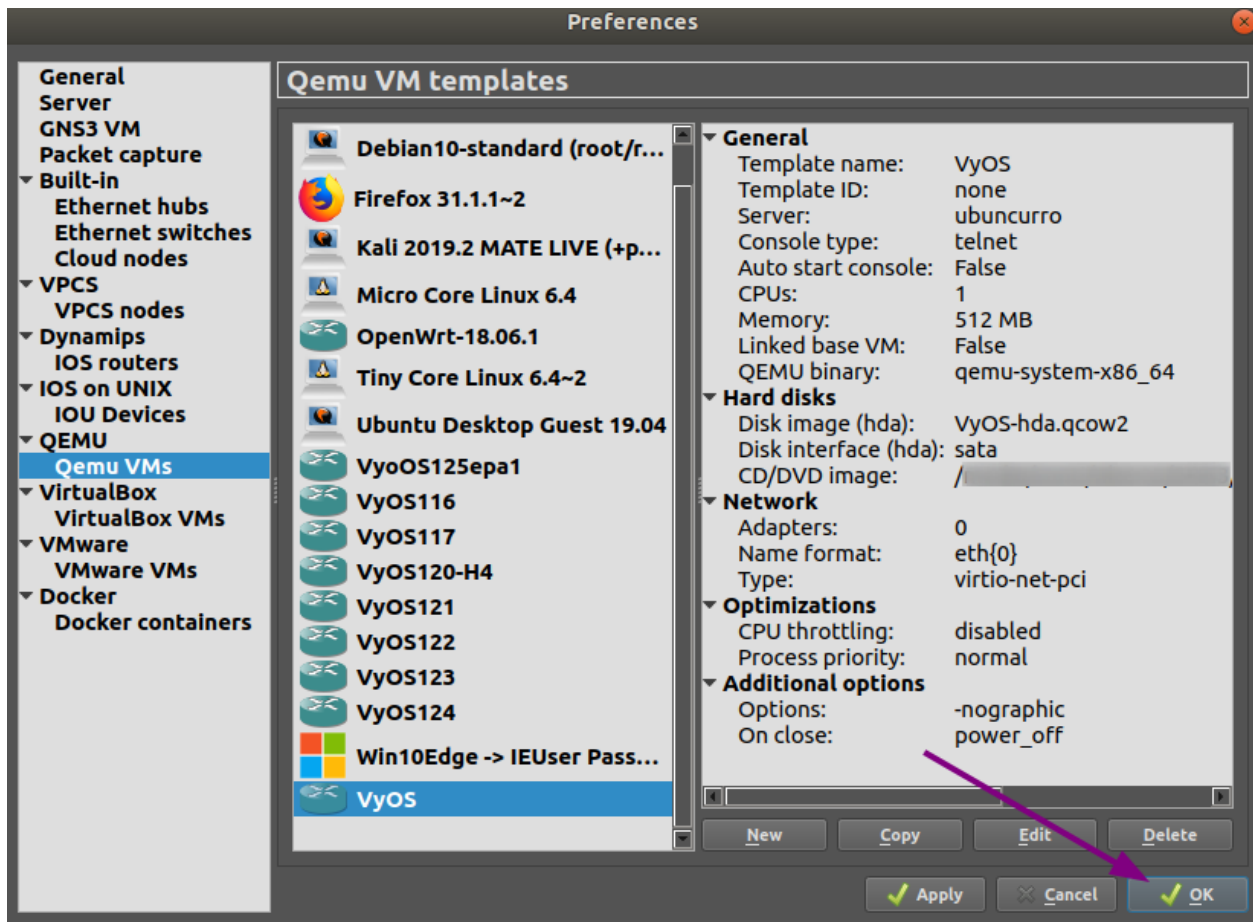 Preferences
General
Server
GNS3 VM
Packet capture
Built-in
Ethernet hubs
Ethernet switches
Cloud nodes
VPCS
VPCS nodes
Dynamips
IOS routers
IOS on UNIX
IOU Devices
QEMU
Qemu VMs
VirtualBox
VirtualBox VMs
VMware
VMware VMs
Docker
Docker containers
Qemu VM templates
Debian10-standard (root/r...
Firefox 31.1.1~2
Kali 2019.2 MATE LIVE (+p...
Micro Core Linux 6.4
OpenWrt-18.06.1
Tiny Core Linux 6.4~2
Ubuntu Desktop Guest 19.04
VyoOS125epa1
VyOS116
VyOS117
VyOS120-H4
VyOS121
VyOS122
VyOS123
VyOS124
Win10Edge -> IEUser Pass...
VyOS
General
Template name: VyOS
Template ID: none
Server: ubuncurro
Console type: telnet
Auto start console: False
CPUs: 1
Memory: 512 MB
Linked base VM: False
QEMU binary: qemu-system-x86_64
Hard disks
Disk image (hda): VyOS-hda.qcow2
Disk interface (hda): sata
CD/DVD image: /
Network
Adapters: 0
Name format: eth{0}
Type: virtio-net-pci
Optimizations
CPU throttling: disabled
Process priority: normal
Additional options
Options: -nographic
On close: power_off
New Copy Edit Delete
Apply Cancel OK